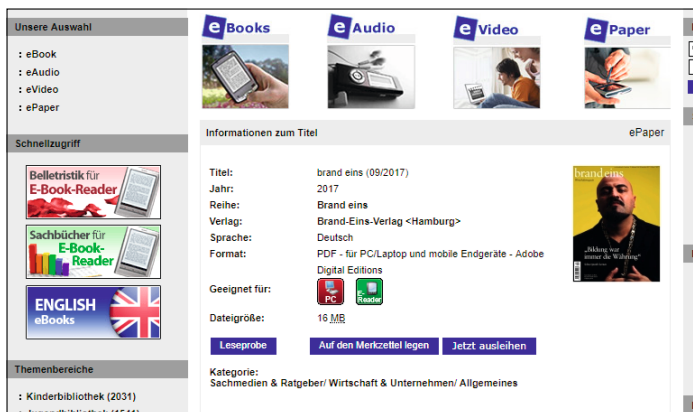 Unsere Auswahl
: eBook
: eAudio
: eVideo
: ePaper
Schnellzugriff
Belletristik für
E-Book-Reader
Sachbücher für
E-Book-
Reader
ENGLISH
eBooks
Themenbereiche
: Kinderbibliothek (2031)
eBooks
eAudio
eVideo
ePaper
Informationen zum Titel
ePaper
Titel: brand eins (09/2017)
Jahr: 2017
Reihe: Brand eins
Verlag: Brand-Eins-Verlag <Hamburg>
Sprache: Deutsch
Format: PDF - für PC/Laptop und mobile Endgeräte - Adobe
Digital Editions
Geeignet für: PC E-Reader
Dateigröße: 16 MB
Leseprobe
Auf den Merkzettel legen
Jetzt ausleihen
Kategorie:
Sachmedien & Ratgeber/ Wirtschaft & Unternehmen/ Allgemeines
brand eins
„Bildung war
immer die Währung"